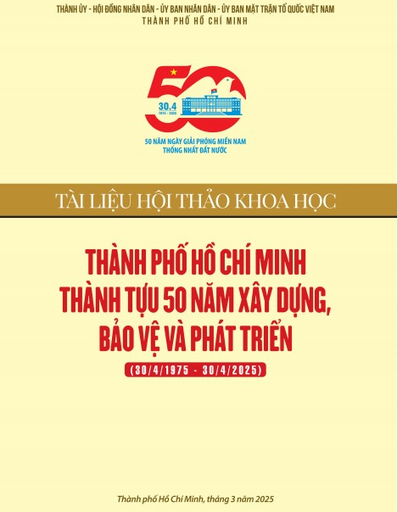 THÀNH ỦY - HỘI ĐỒNG NHÂN DÂN - ỦY BAN NHÂN DÂN - ỦY BAN MẶT TRẬN TỔ QUỐC VIỆT NAM
THÀNH PHỐ HỒ CHÍ MINH
50
30.4
1975 - 2025
50 NĂM NGÀY GIẢI PHÓNG MIỀN NAM
THỐNG NHẤT ĐẤT NƯỚC
TÀI LIỆU HỘI THẢO KHOA HỌC
THÀNH PHỐ HỒ CHÍ MINH
THÀNH TỰU 50 NĂM XÂY DỰNG,
BẢO VỆ VÀ PHÁT TRIỂN
(30/4/1975 - 30/4/2025)
Thành phố Hồ Chí Minh, tháng 3 năm 2025